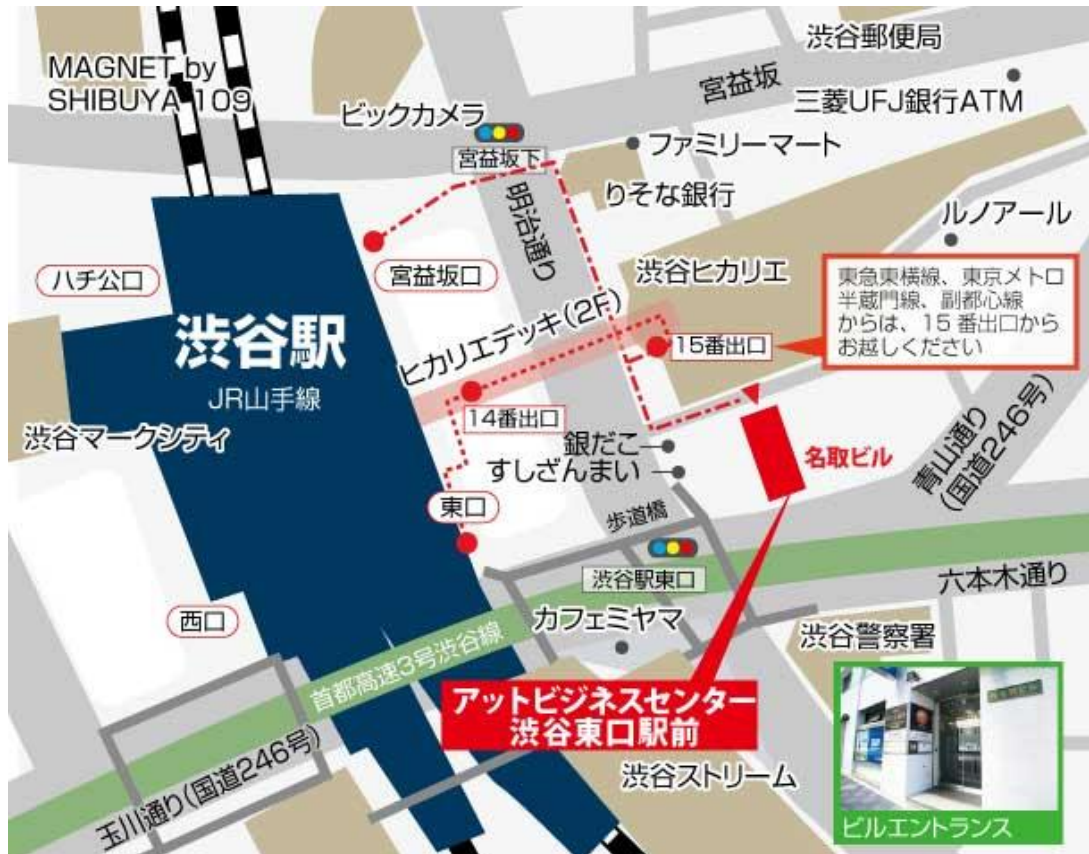 渋谷郵便局
MAGNET by
SHIBUYA 109
宮益坂
三菱UFJ銀行ATM
ビックカメラ
宮益坂下
ファミリーマート
りそな銀行
明治通り
ルノアール
ハチ公口
宮益坂口
渋谷ヒカリエ
東急東横線、東京メトロ
半蔵門線、副都心線
からは、15番出口から
お越しください
渋谷駅
JR山手線
ヒカリエデッキ(2F)
15番出口
14番出口
渋谷マークシティ
銀だこ
すしざんまい
名取ビル
青山通り
(国道246号)
東口
歩道橋
渋谷駅東口
六本木通り
西口
カフェミヤマ
渋谷警察署
首都高速3号渋谷線
アットビジネスセンター
渋谷東口駅前
玉川通り(国道246号)
渋谷ストリーム
ビルエントランス